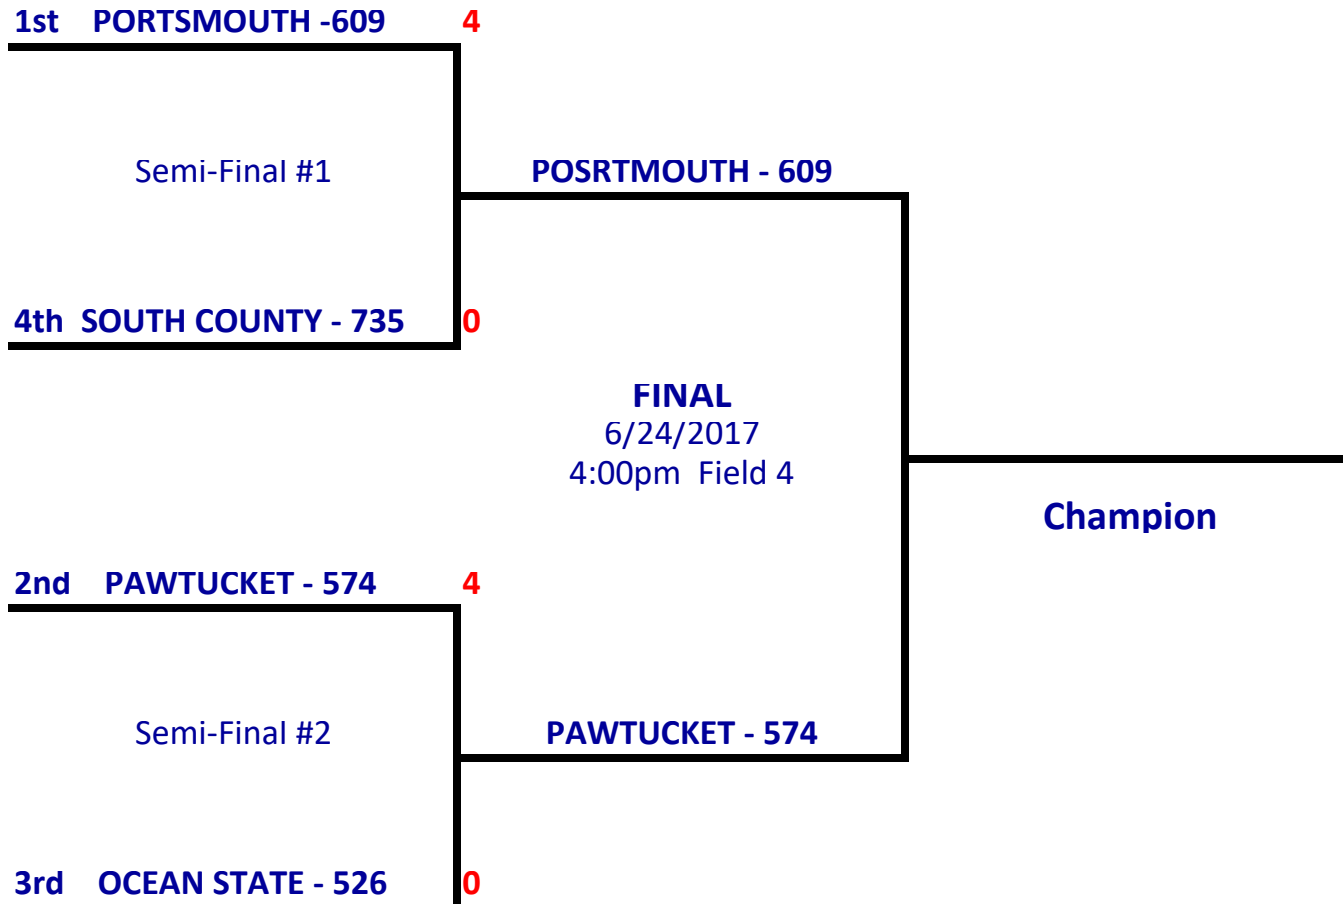 1st PORTSMOUTH -609 4
Semi-Final #1
POSRTMOUTH - 609
4th SOUTH COUNTY - 735 0
FINAL
6/24/2017
4:00pm Field 4
Champion
2nd PAWTUCKET - 574 4
Semi-Final #2
PAWTUCKET - 574
3rd OCEAN STATE - 526 0